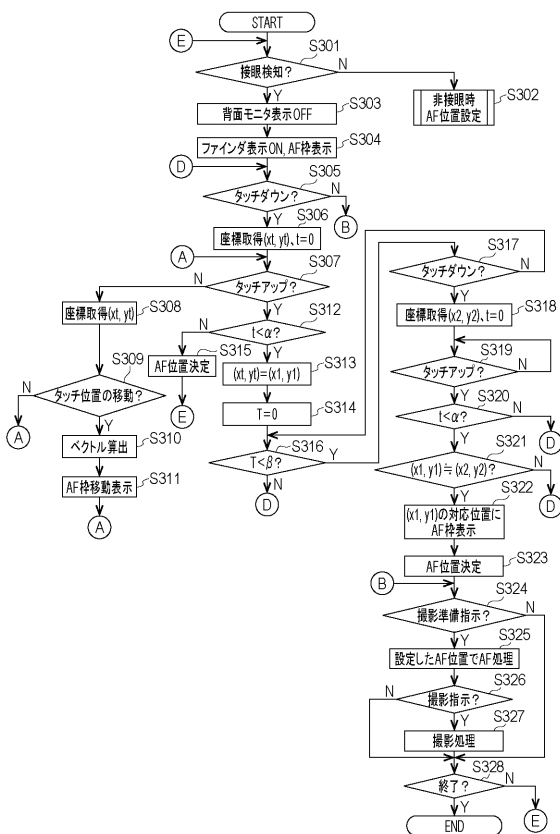 START
E
S301
接眼検知?
N
Y
S302
非接眼時
AF位置設定
S303
背面モニタ表示OFF
S304
ファインダ表示ON, AF枠表示
D
S305
タッチダウン?
N
Y
B
S306
座標取得(xt, yt)、t=0
A
S307
タッチアップ?
N
Y
S308
座標取得(xt, yt)
S309
タッチ位置の移動?
N
Y
A
S310
ベクトル算出
S311
AF枠移動表示
A
S312
t<α?
N
Y
S315
AF位置決定
E
S313
(xt, yt)=(x1, y1)
S314
T=0
S316
T<β?
Y
N
D
S317
タッチダウン?
N
Y
S318
座標取得(x2, y2)、t=0
S319
タッチアップ?
N
Y
S320
t<α?
N
Y
D
S321
(x1, y1)≒(x2, y2)?
N
Y
D
S322
(x1, y1)の対応位置に
AF枠表示
S323
AF位置決定
B
S324
撮影準備指示?
N
Y
S325
設定したAF位置でAF処理
S326
撮影指示?
N
Y
S327
撮影処理
S328
終了?
N
Y
E
END